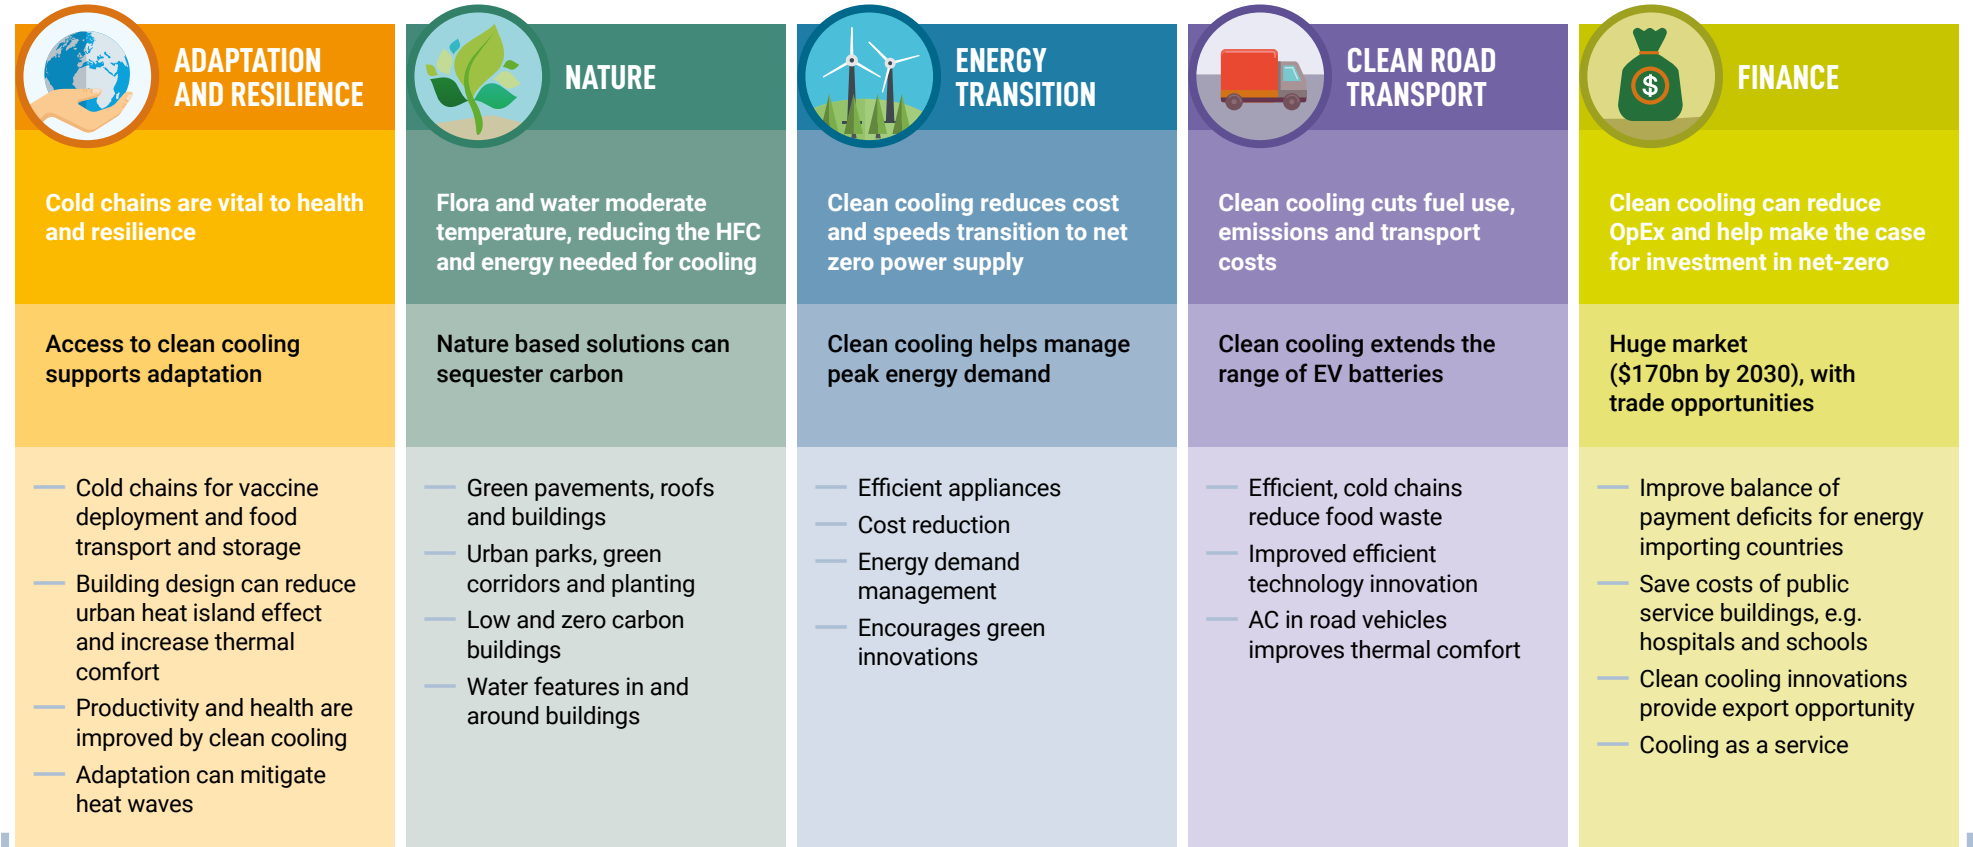 ADAPTATION
AND RESILIENCE
Cold chains are vital to health
and resilience
Access to clean cooling
supports adaptation
Cold chains for vaccine
deployment and food
transport and storage
Building design can reduce
urban heat island effect
and increase thermal
comfort
Productivity and health are
improved by clean cooling
Adaptation can mitigate
heat waves
NATURE
Flora and water moderate
temperature, reducing the HFC
and energy needed for cooling
Nature based solutions can
sequester carbon
Green pavements, roofs
and buildings
Urban parks, green
corridors and planting
Low and zero carbon
buildings
Water features in and
around buildings
ENERGY
TRANSITION
Clean cooling reduces cost
and speeds transition to net
zero power supply
Clean cooling helps manage
peak energy demand
Efficient appliances
Cost reduction
Energy demand
management
Encourages green
innovations
CLEAN ROAD
TRANSPORT
Clean cooling cuts fuel use,
emissions and transport
costs
Clean cooling extends the
range of EV batteries
Efficient, cold chains
reduce food waste
Improved efficient
technology innovation
AC in road vehicles
improves thermal comfort
$
FINANCE
Clean cooling can reduce
OpEx and help make the case
for investment in net-zero
Huge market
($170bn by 2030), with
trade opportunities
Improve balance of
payment deficits for energy
importing countries
Save costs of public
service buildings, e.g.
hospitals and schools
Clean cooling innovations
provide export opportunity
Cooling as a service